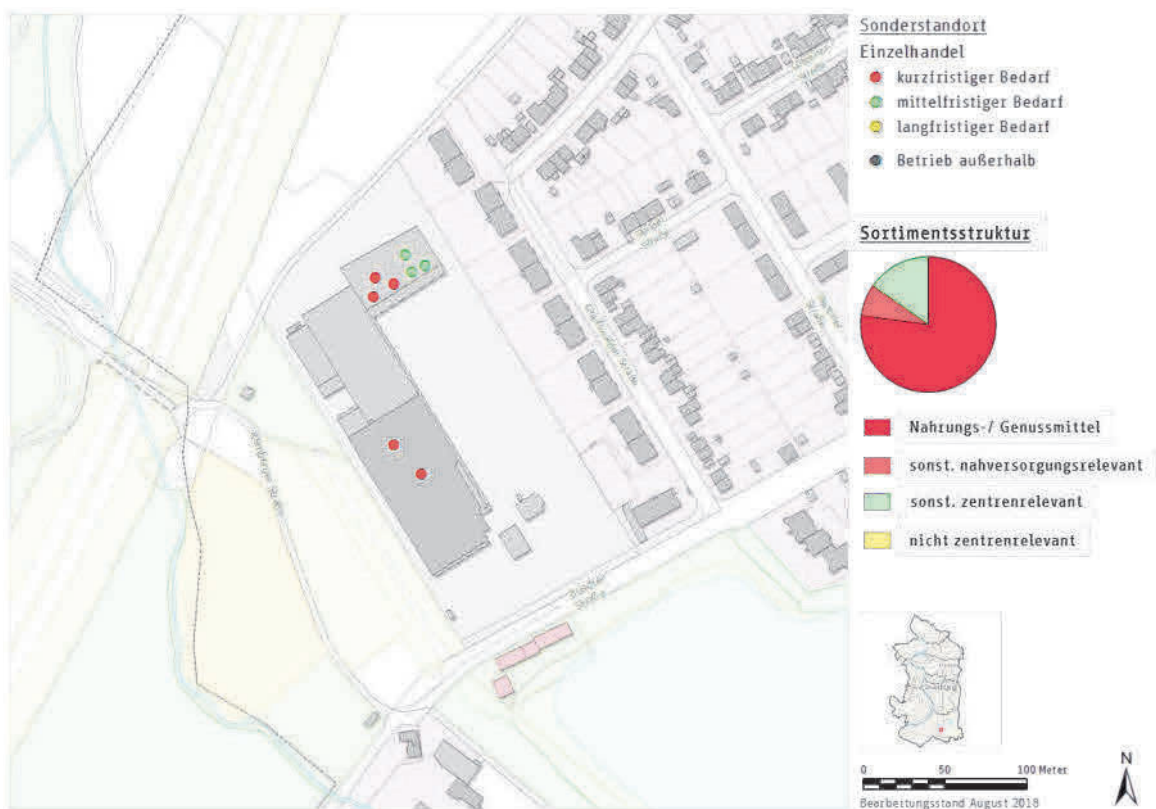 Sonderstandort
Einzelhandel
kurzfristiger Bedarf
mittelfristiger Bedarf
langfristiger Bedarf
Betrieb außerhalb
Sortimentsstruktur
Nahrungs-/ Genussmittel
sonst. nahversorgungsrelevant
sonst. zentrenrelevant
nicht zentrenrelevant
N
0 50 100 Meter
Bearbeitungsstand August 2018